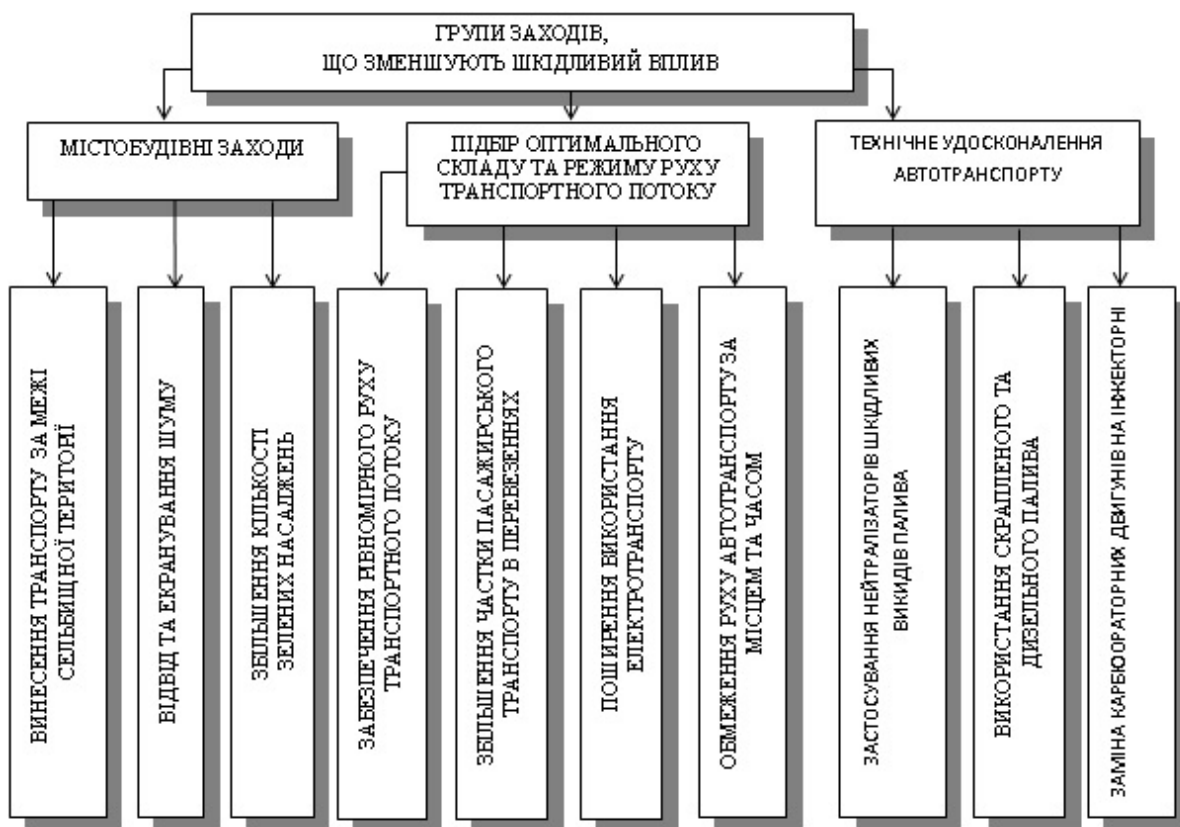 ГРУПИ ЗАХОДІВ,
ЩО ЗМЕНШУЮТЬ ШКІДЛИВИЙ ВПЛИВ
МІСТОБУДІВНІ ЗАХОДИ
ПІДБІР ОПТИМАЛЬНОГО
СКЛАДУ ТА РЕЖИМУ РУХУ
ТРАНСПОРТНОГО ПОТОКУ
ТЕХНІЧНЕ УДОСКОНАЛЕННЯ
АВТОТРАНСПОРТУ
ВИНЕСЕННЯ ТРАНСПОРТУ ЗА МЕЖІ
СЕЛЬБИЩНОЇ ТЕРИТОРІЇ
ВІДВІД ТА ЕКРАНУВАННЯ ШУМУ
ЗБІЛЬШЕННЯ КІЛЬКОСТІ
ЗЕЛЕНИХ НАСАДЖЕНЬ
ЗАБЕЗПЕЧЕННЯ РІВНОМІРНОГО РУХУ
ТРАНСПОРТНОГО ПОТОКУ
ЗБІЛЬШЕННЯ ЧАСТКИ ПАСАЖИРСЬКОГО
ТРАНСПОРТУ В ПЕРЕВЕЗЕННЯХ
ПОШИРЕННЯ ВИКОРИСТАННЯ
ЕЛЕКТРОТРАНСПОРТУ
ОБМЕЖЕННЯ РУХУ АВТОТРАНСПОРТУ ЗА
МІСЦЕМ ТА ЧАСОМ
ЗАСТОСУВАННЯ НЕЙТРАЛІЗАТОРІВ ШКІДЛИВИХ
ВИКИДІВ ПАЛИВА
ВИКОРИСТАННЯ СКРАПЛЕНОГО ТА
ДИЗЕЛЬНОГО ПАЛИВА
ЗАМІНА КАРБЮОРАТОРНИХ ДВИГУНІВ НА ІНЖЕКТОРНІ